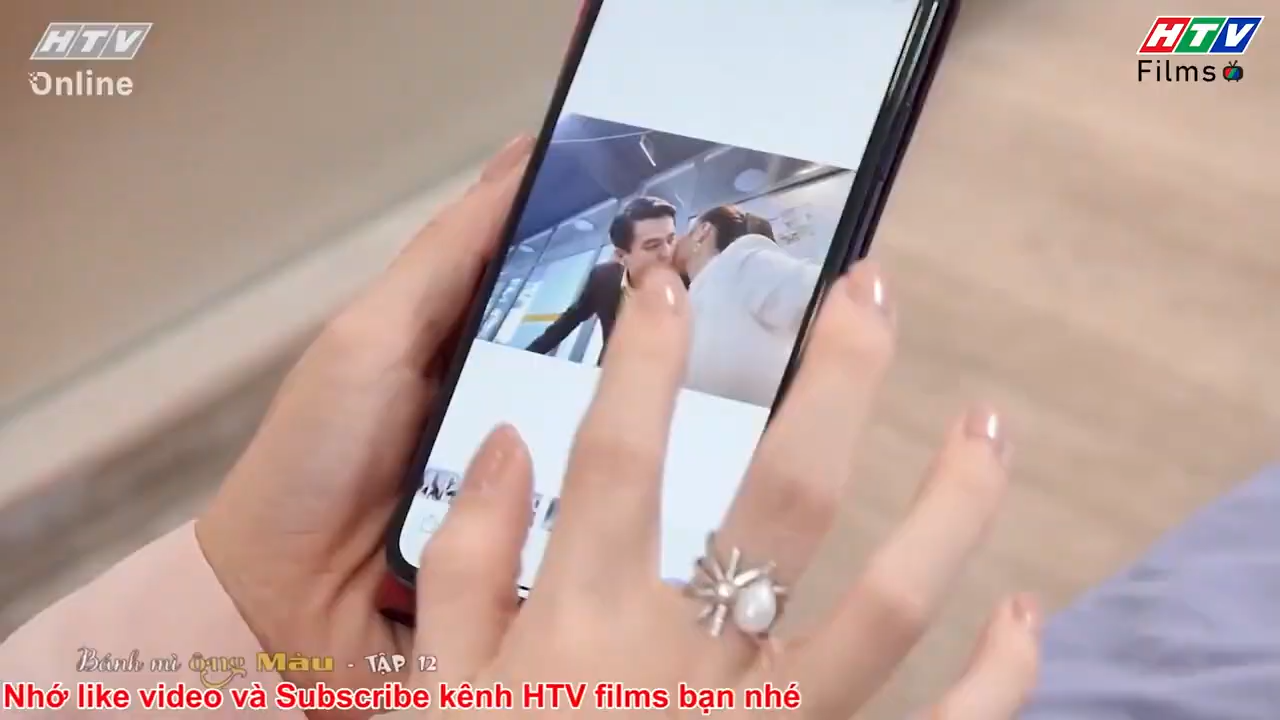 HTV
Online
HTV
Films
Bánh mì ông Màu - TẬP 12
Nhớ like video và Subscribe kênh HTV films bạn nhé